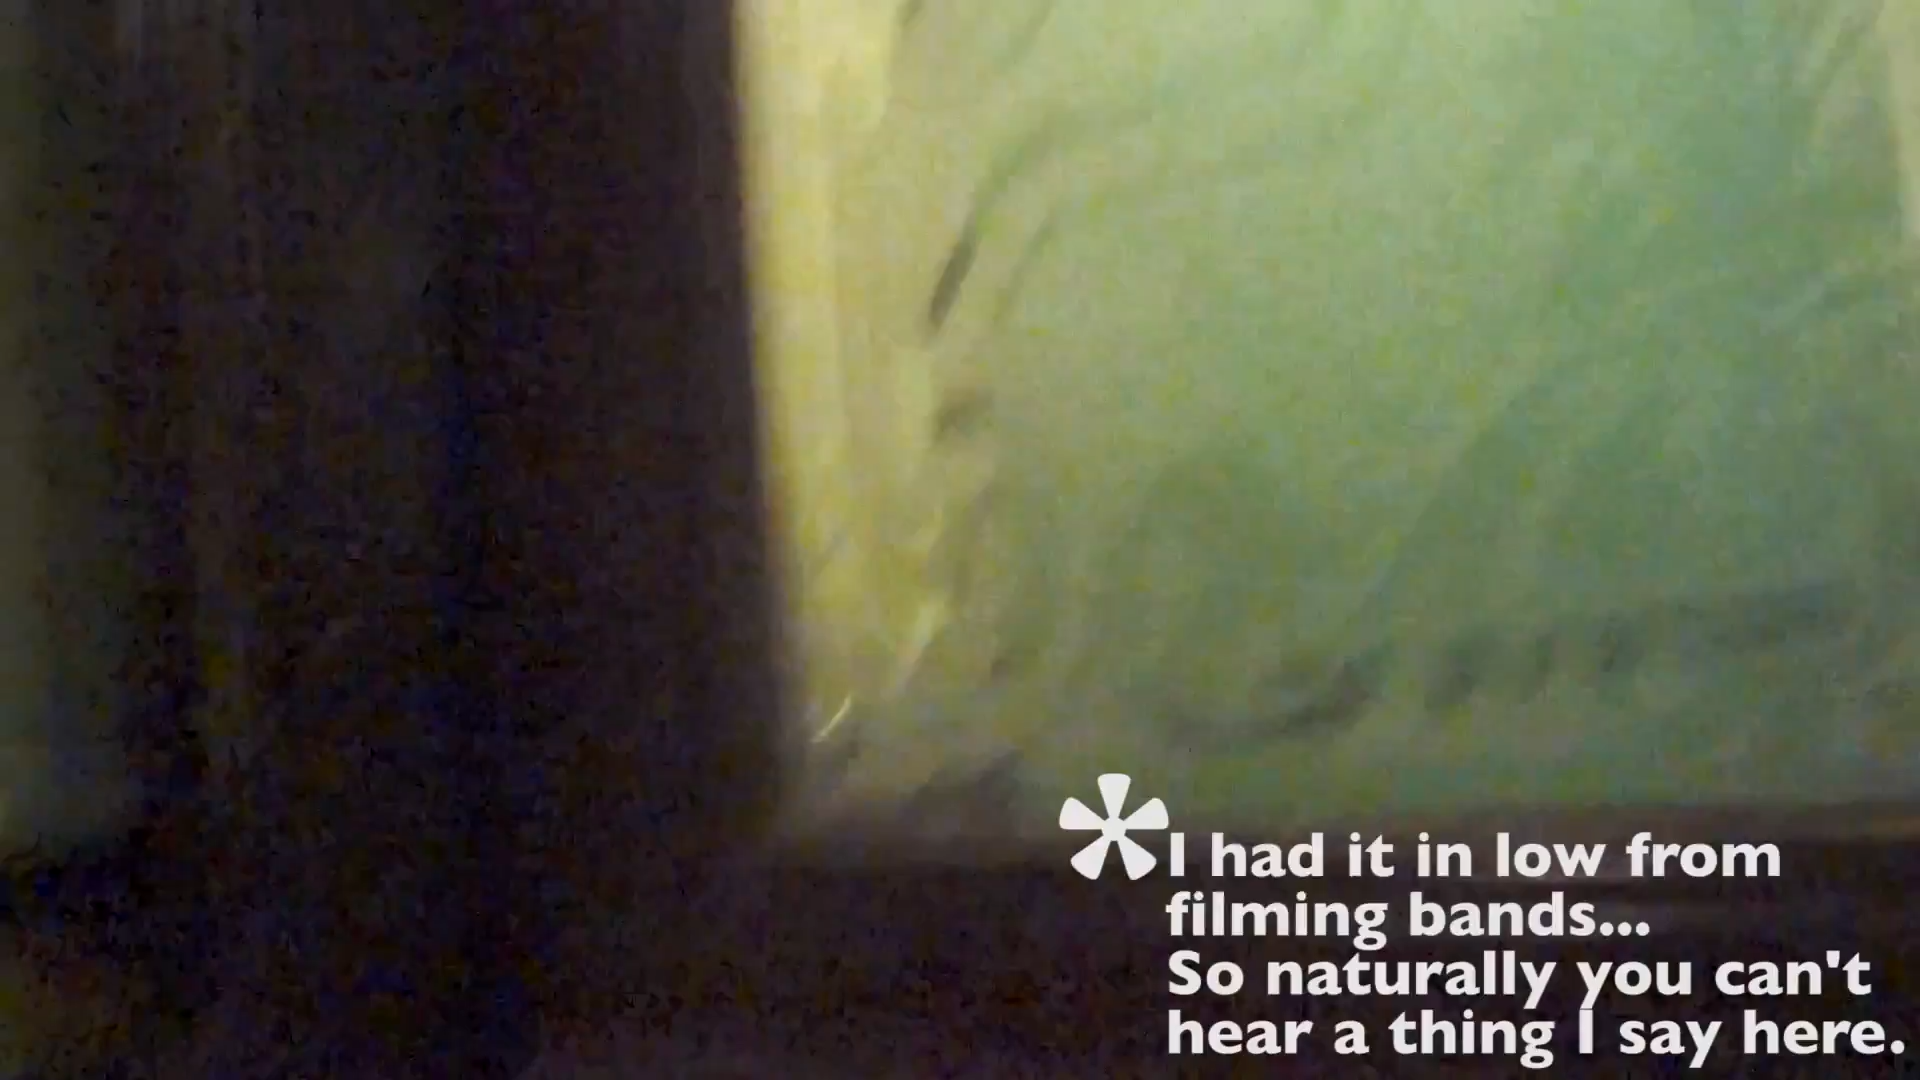 *I had it in low from
filming bands...
So naturally you can't
hear a thing I say here.